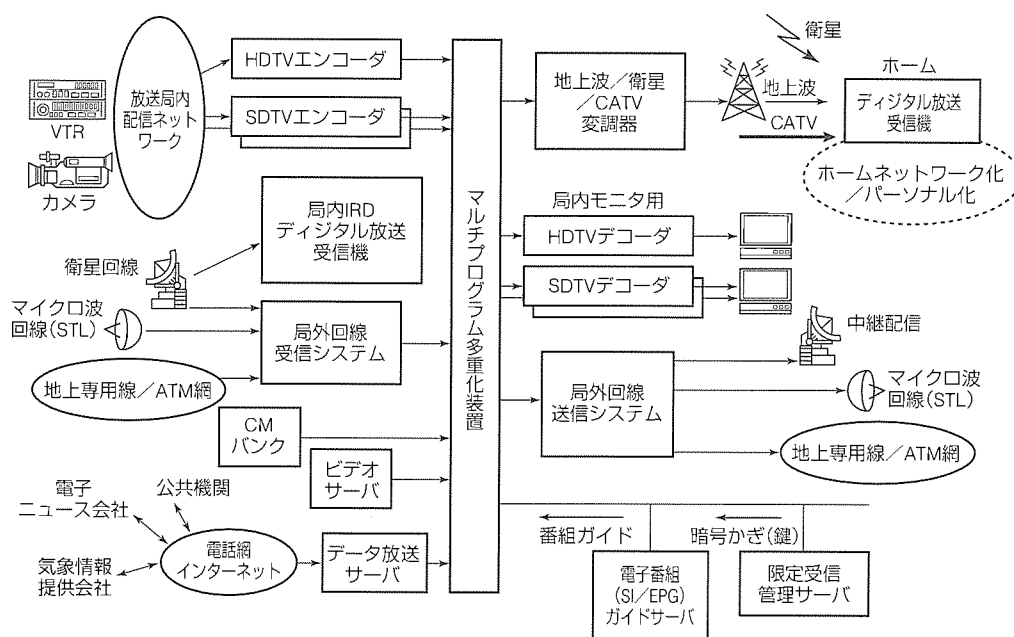 VTR
カメラ
放送局内
配信ネット
ワーク
HDTVエンコーダ
SDTVエンコーダ
局内IRD
ディジタル放送
受信機
衛星回線
マイクロ波
回線(STL)
地上専用線／ATM網
局外回線
受信システム
CM
バンク
ビデオ
サーバ
電子
ニュース会社
公共機関
気象情報
提供会社
電話網
インターネット
データ放送
サーバ
マルチプログラム多重化装置
地上波／衛星
／CATV
変調器
衛星
地上波
CATV
ホーム
ディジタル放送
受信機
ホームネットワーク化
／パーソナル化
局内モニタ用
HDTVデコーダ
SDTVデコーダ
局外回線
送信システム
中継配信
マイクロ波
回線(STL)
地上専用線／ATM網
番組ガイド
暗号かぎ(鍵)
電子番組
(SI／EPG)
ガイドサーバ
限定受信
管理サーバ